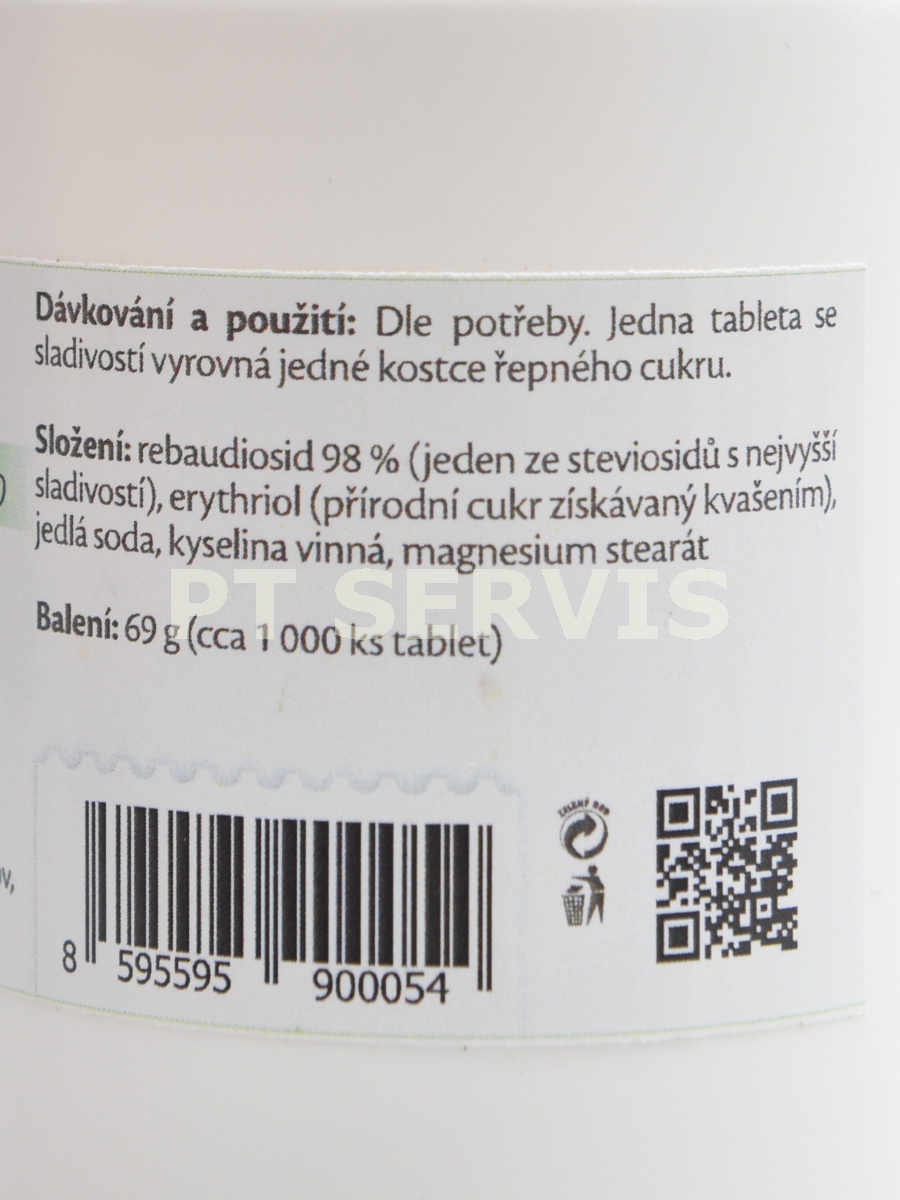 Dávkování a použití: Dle potřeby. Jedna tableta se
sladivostí vyrovná jedné kostce řepného cukru.
Složení: rebaudiosid 98 % (jeden ze steviosidů s nejvyšší
sladivostí), erythriol (přírodní cukr získávaný kvašením),
jedlá soda, kyselina vinná, magnesium stearát
PT SERVIS
Balení: 69 g (cca 1 000 ks tablet)
8 595595 900054